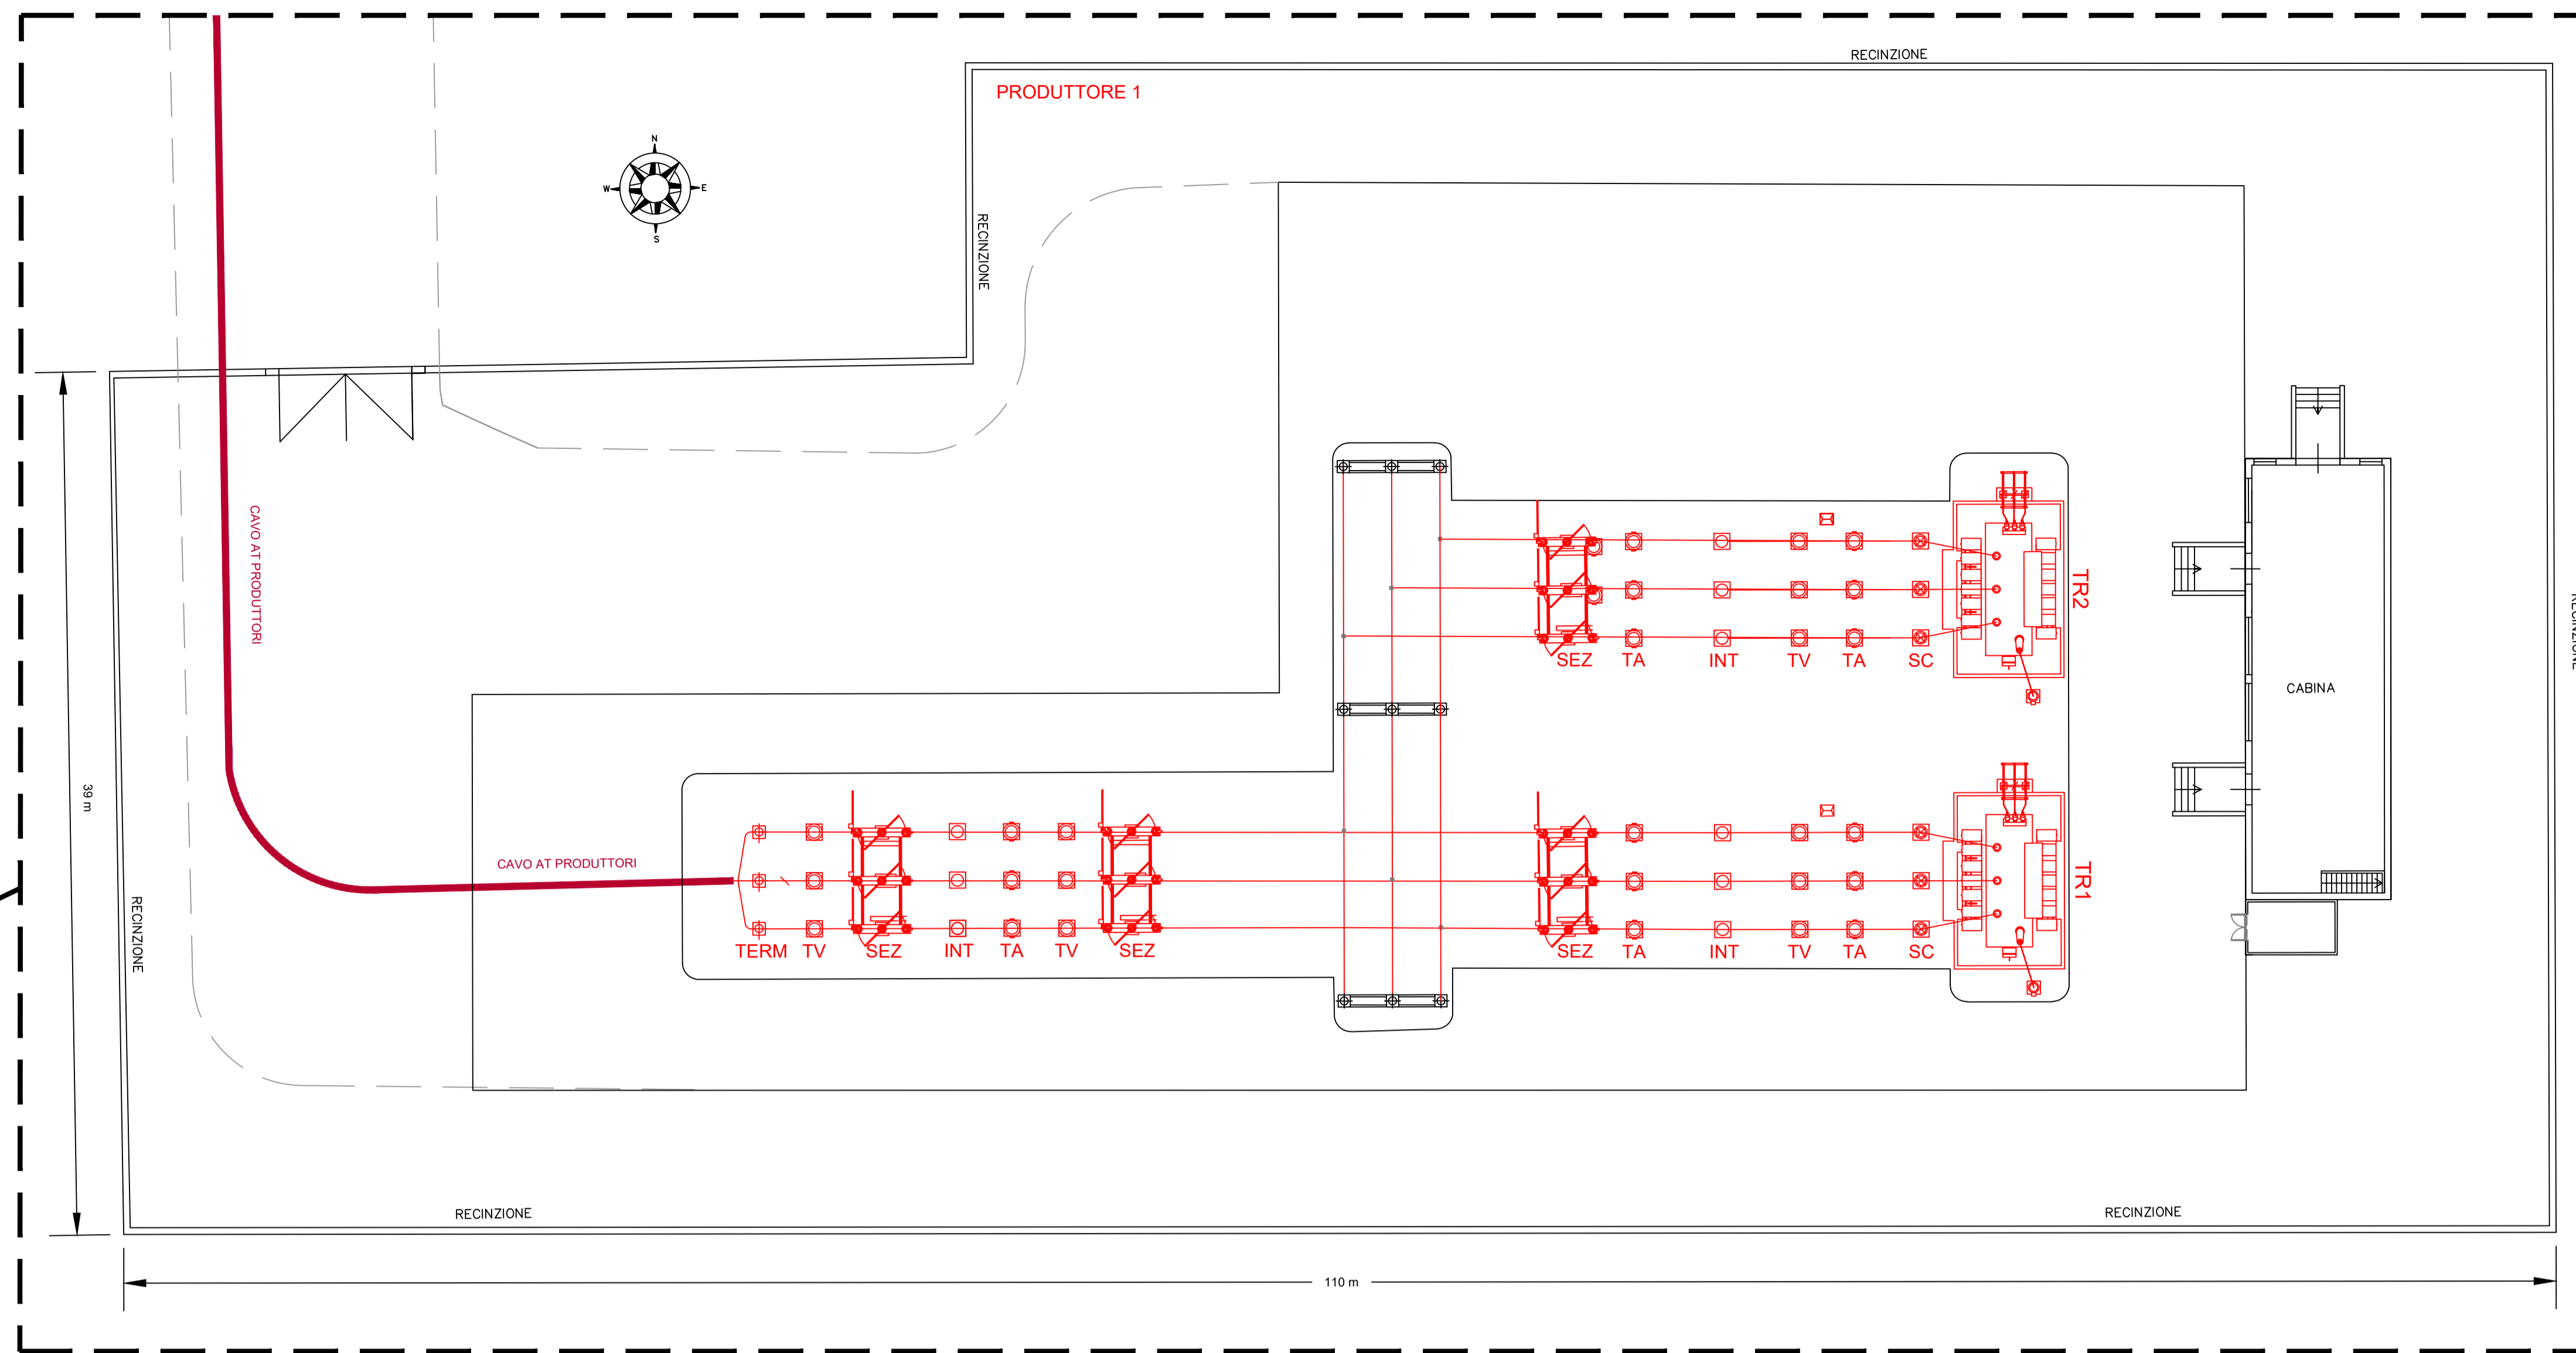 RECINZIONE
PRODUTTORE 1
N
W
E
S
RECINZIONE
CAVO AT PRODUTTORI
RECINZIONE
TR2
SEZ TA INT TV TA SC
CABINA
39 m
CAVO AT PRODUTTORI
TR1
RECINZIONE
TERM TV SEZ INT TA TV SEZ
SEZ TA INT TV TA SC
RECINZIONE
RECINZIONE
110 m